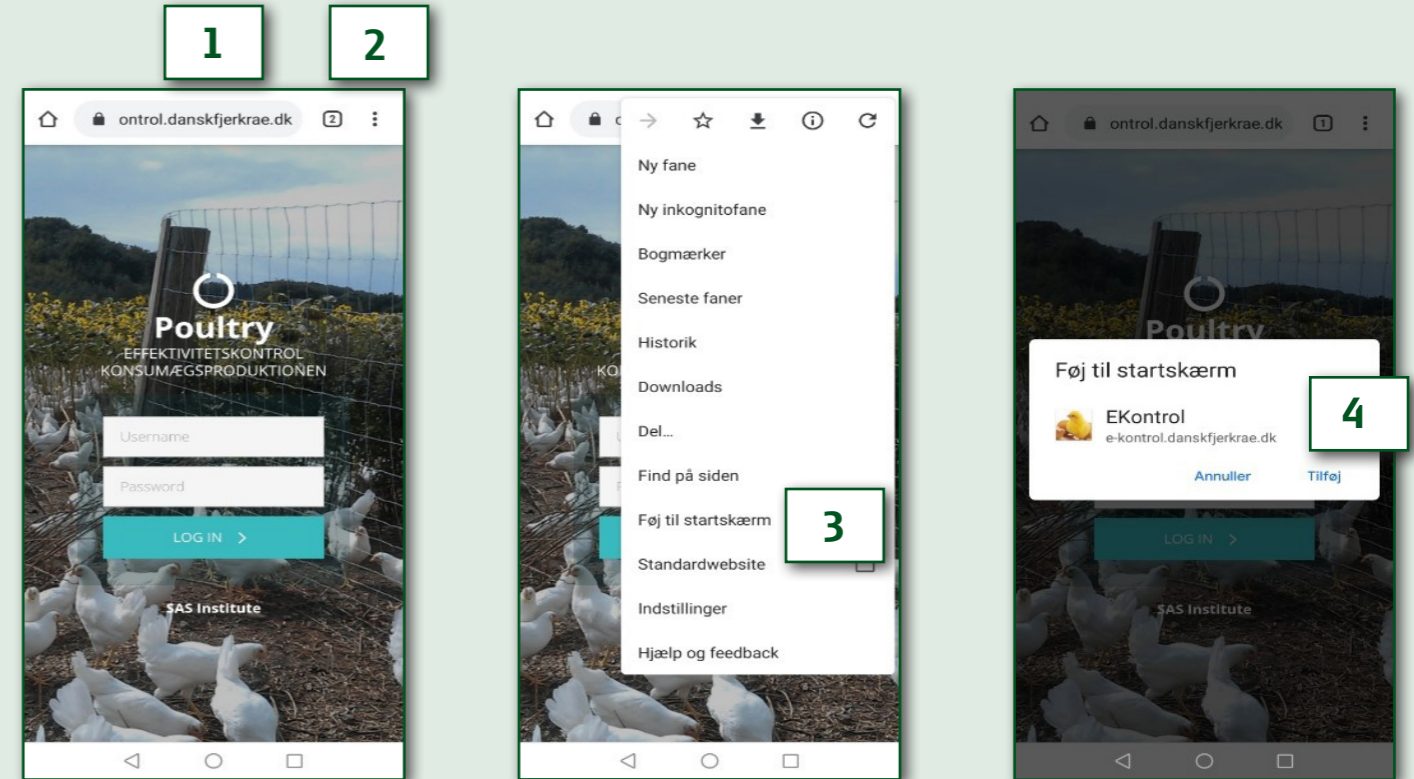 1
2
ontrol.danskfjerkrae.dk 2
Poultry
EFFEKTIVITETSKONTROL
KONSUMÆGSPRODUKTIONEN
Username
Password
LOG IN >
SAS Institute
Ny fane
Ny inkognitofane
Bogmærker
Seneste faner
Historik
Downloads
Del...
Find på siden
Føj til startskærm
3
Standardwebsite
Indstillinger
Hjælp og feedback
KO
ontrol.danskfjerkrae.dk 1
Poultry
Føj til startskærm
EKontrol
e-kontrol.danskfjerkrae.dk
4
Annuller Tilføj
LOG IN >
SAS Institute